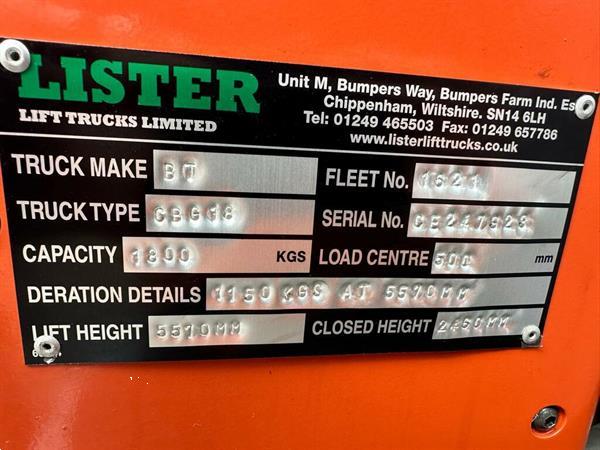 LISTER
LIFT TRUCKS LIMITED
Unit M, Bumpers Way, Bumpers Farm Ind. Es
Chippenham, Wiltshire. SN14 6LH
Tel: 01249 465503 Fax: 01249 657786
www.listerlifttrucks.co.uk
TRUCK MAKE BT
FLEET No. 1621
TRUCK TYPE CBG18
SERIAL No. CE247928
CAPACITY 1800 KGS
LOAD CENTRE 500 mm
DERATION DETAILS 1150KGS AT 5570MM
LIFT HEIGHT 5570MM
CLOSED HEIGHT 2450MM